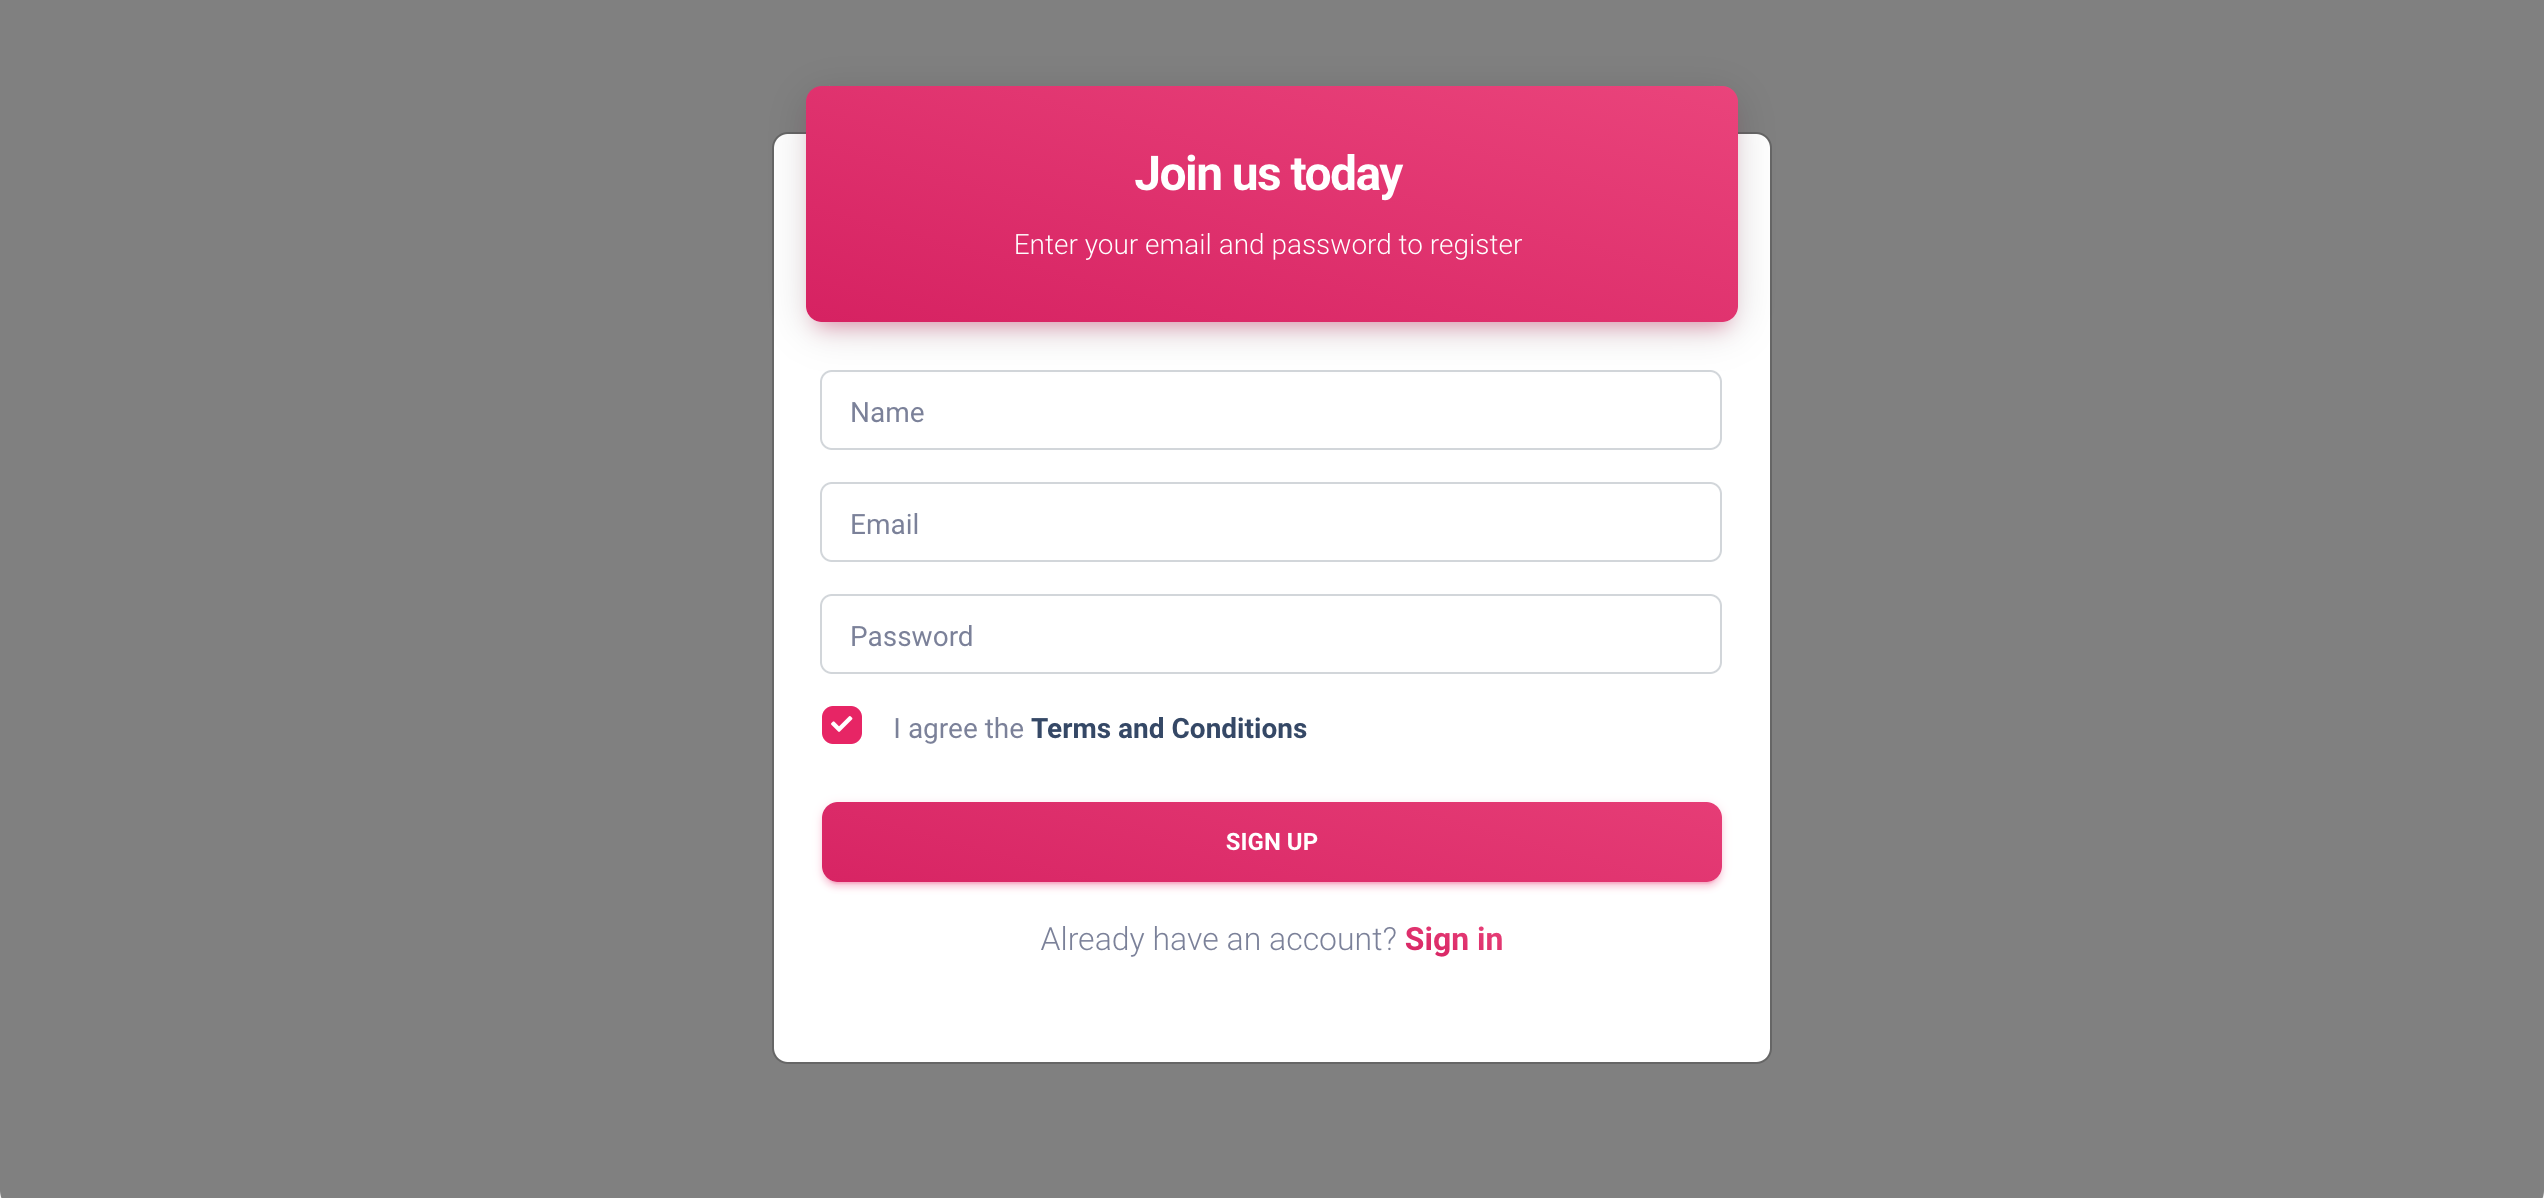 Join us today
Enter your email and password to register
Name
Email
Password
I agree the Terms and Conditions
SIGN UP
Already have an account? Sign in